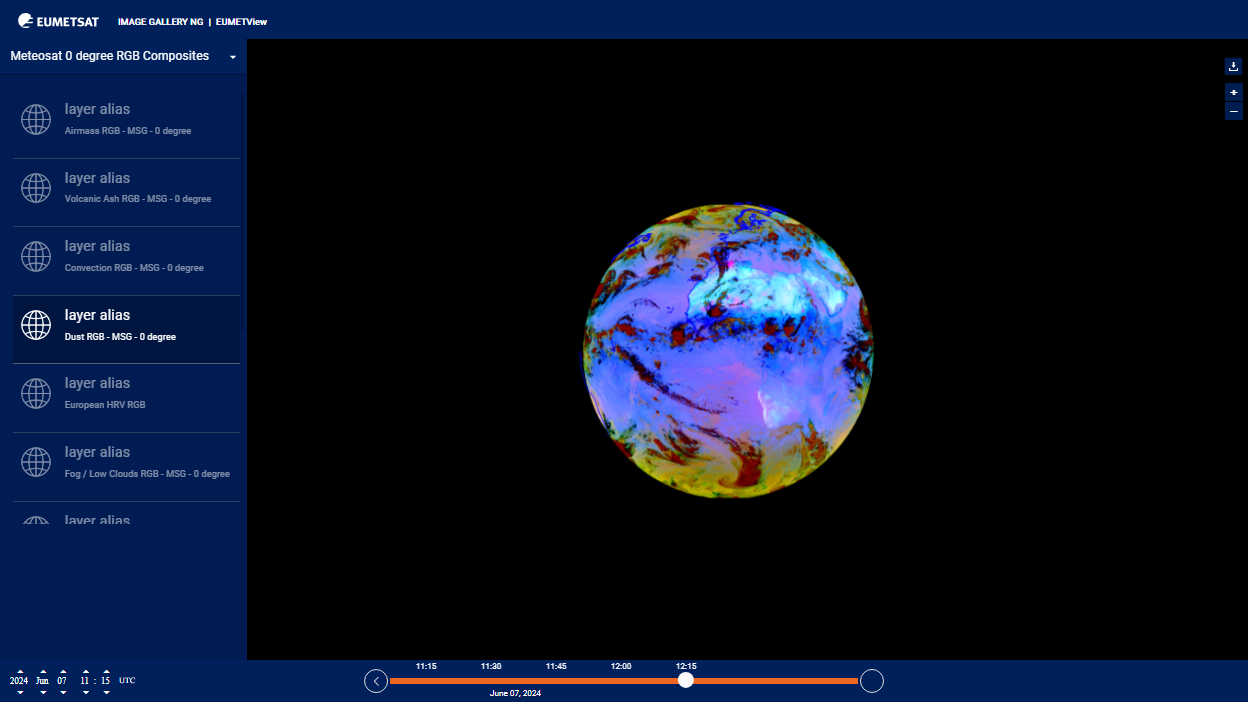 EUMETSAT IMAGE GALLERY NG | EUMETView
Meteosat 0 degree RGB Composites
layer alias
Airmass RGB - MSG - 0 degree
layer alias
Volcanic Ash RGB - MSG - 0 degree
layer alias
Convection RGB - MSG - 0 degree
layer alias
Dust RGB - MSG - 0 degree
layer alias
European HRV RGB
layer alias
Fog / Low Clouds RGB - MSG - 0 degree
layer alias
11:15 11:30 11:45 12:00 12:15
2024 Jun 07 11 : 15 UTC
June 07, 2024